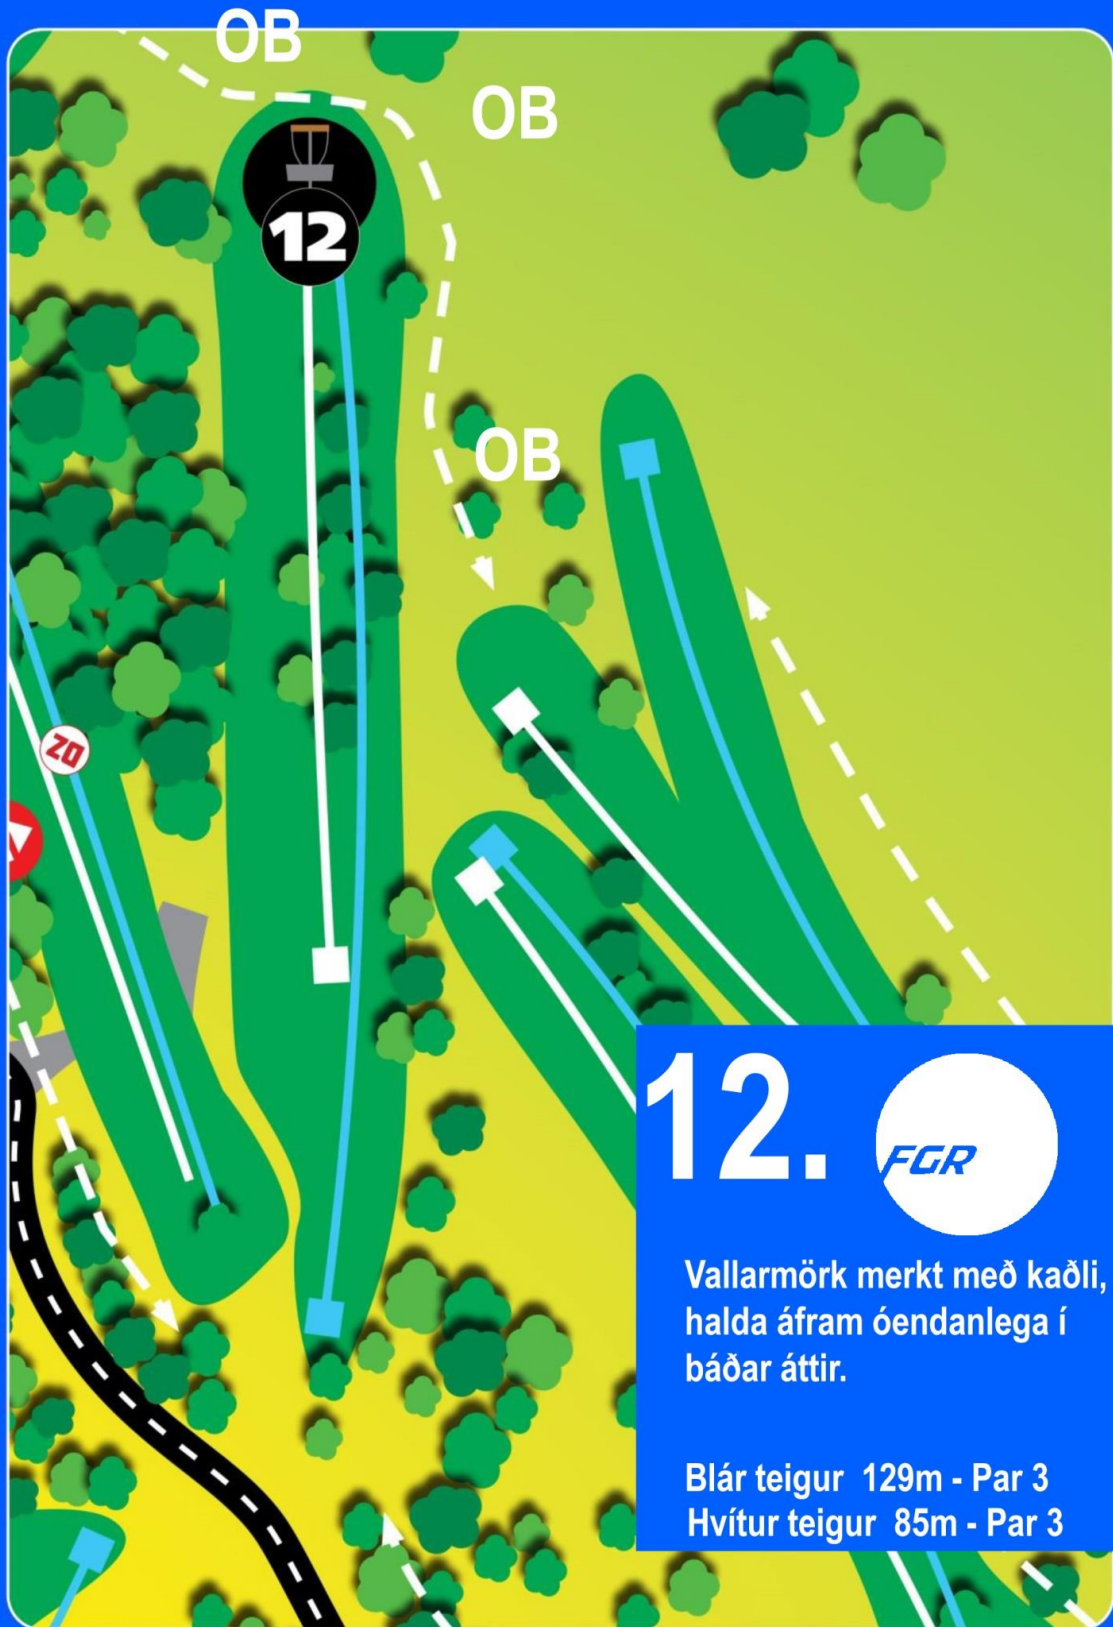 OB
OB
12
OB
DZ
12.
FGR
Vallarmörk merkt með kaðli,
halda áfram óendanlega í
báðar áttir.
Blár teigur 129m - Par 3
Hvítur teigur 85m - Par 3